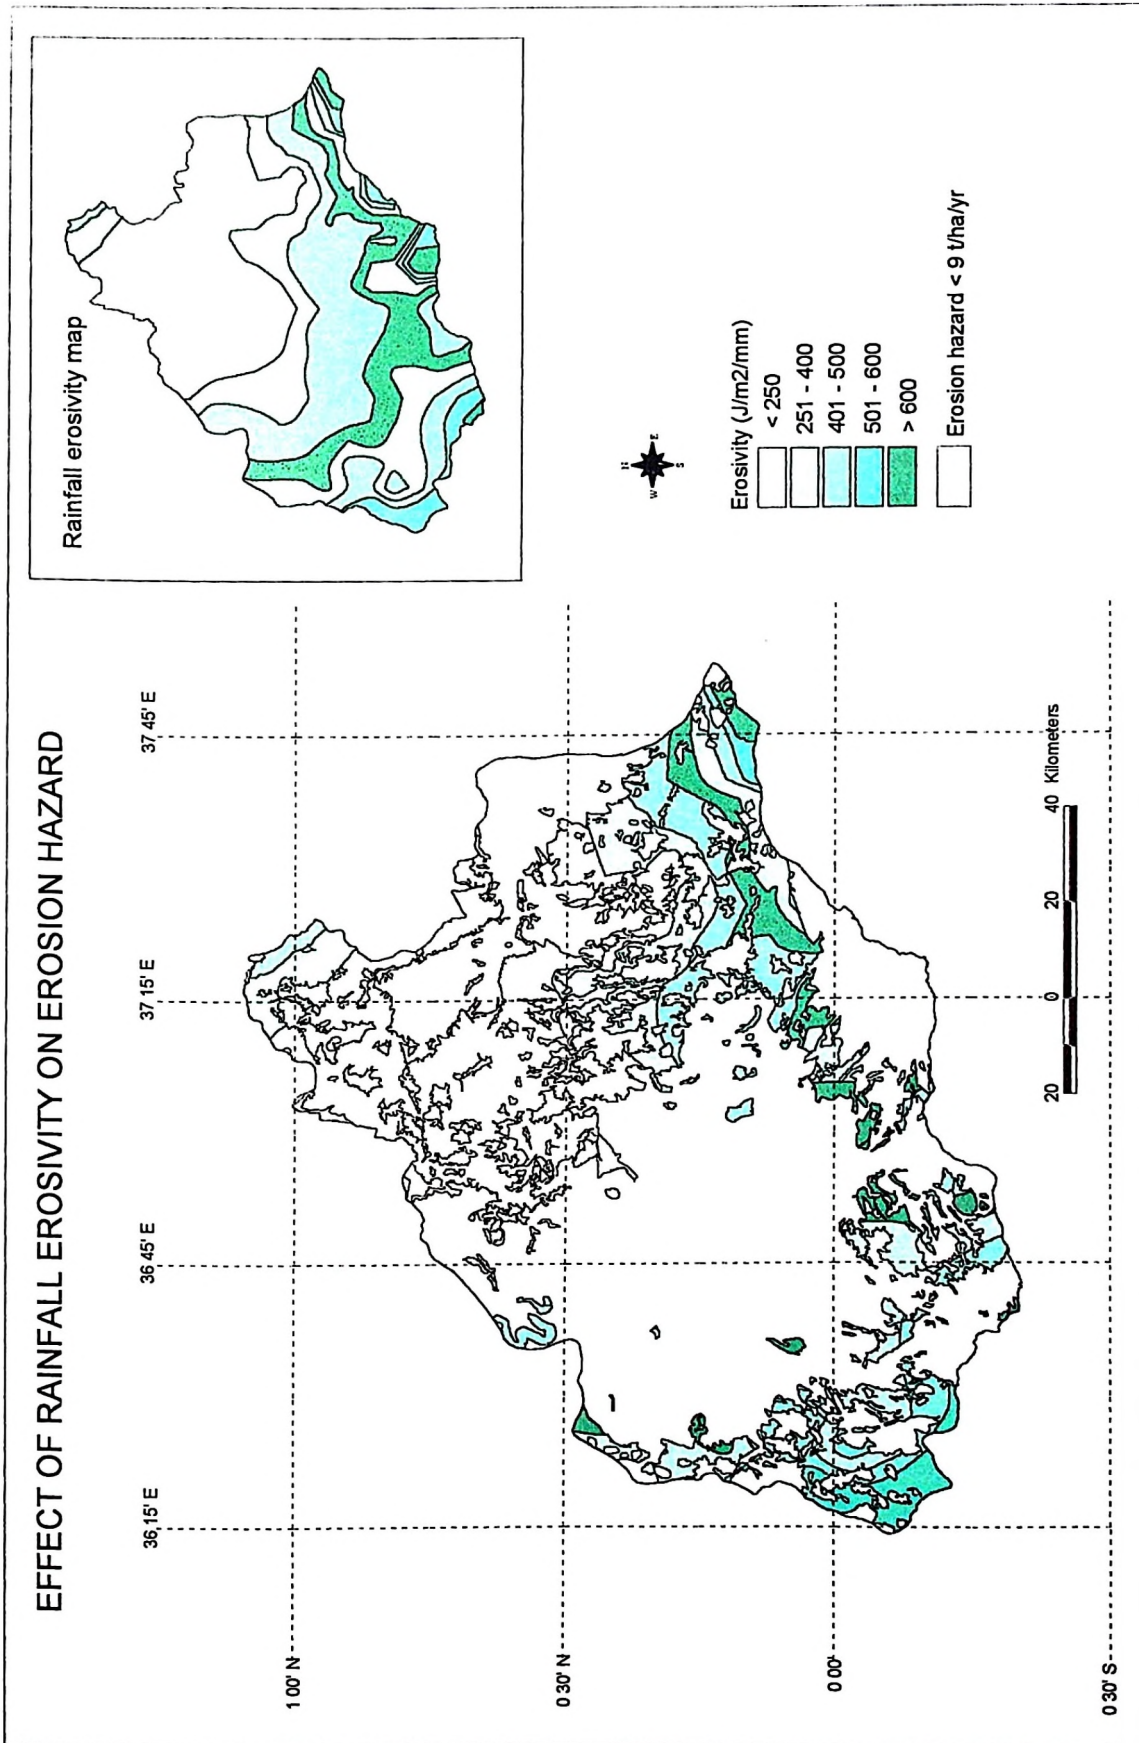 EFFECT OF RAINFALL EROSIVITY ON EROSION HAZARD
36 15' E
36 45' E
37 15' E
37 45' E
1 00' N
0 30' N
0 00'
0 30' S
20 0 20 40 Kilometers
Rainfall erosivity map
N
W E
S
Erosivity (J/m2/mm)
< 250
251 - 400
401 - 500
501 - 600
> 600
Erosion hazard < 9 t/ha/yr